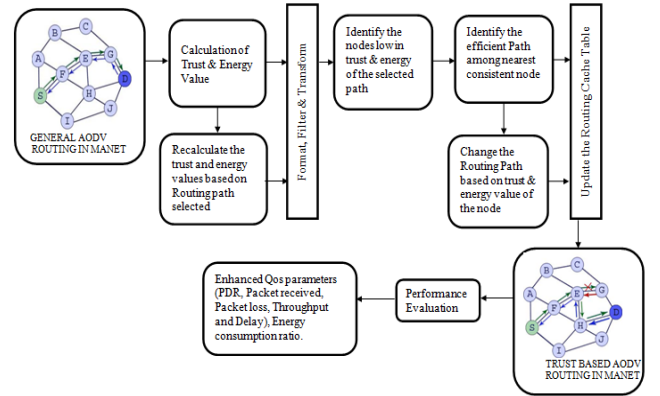 B
C
A
E
G
F
D
S
H
J
I
GENERAL AODV
ROUTING IN MANET
Calculation of
Trust & Energy
Value
Recalculate the
trust and energy
values based on
Routing path
selected
Format, Filler & Transform
Identify the
nodes low in
trust & energy
of the selected
path
Identify the
efficient Path
among nearest
consistent node
Change the
Routing Path
based on trust &
energy value of
the node
Update the Routing Cache Table
B
C
A
E
G
F
D
S
H
J
I
TRUST BASED AODV
ROUTING IN MANET
Performance
Evaluation
Enhanced Qos parameters
(PDR, Packet received,
Packet loss, Throughput
and Delay), Energy
consumption ratio.